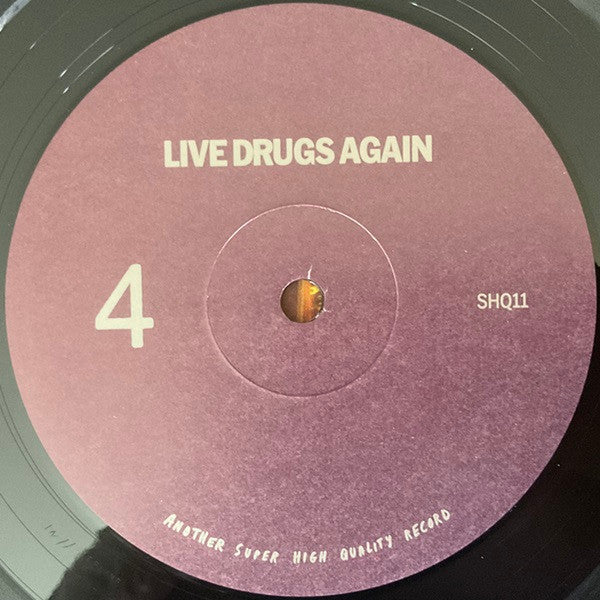 LIVE DRUGS AGAIN
4
SHQ11
ANOTHER SUPER HIGH QUALITY RECORD